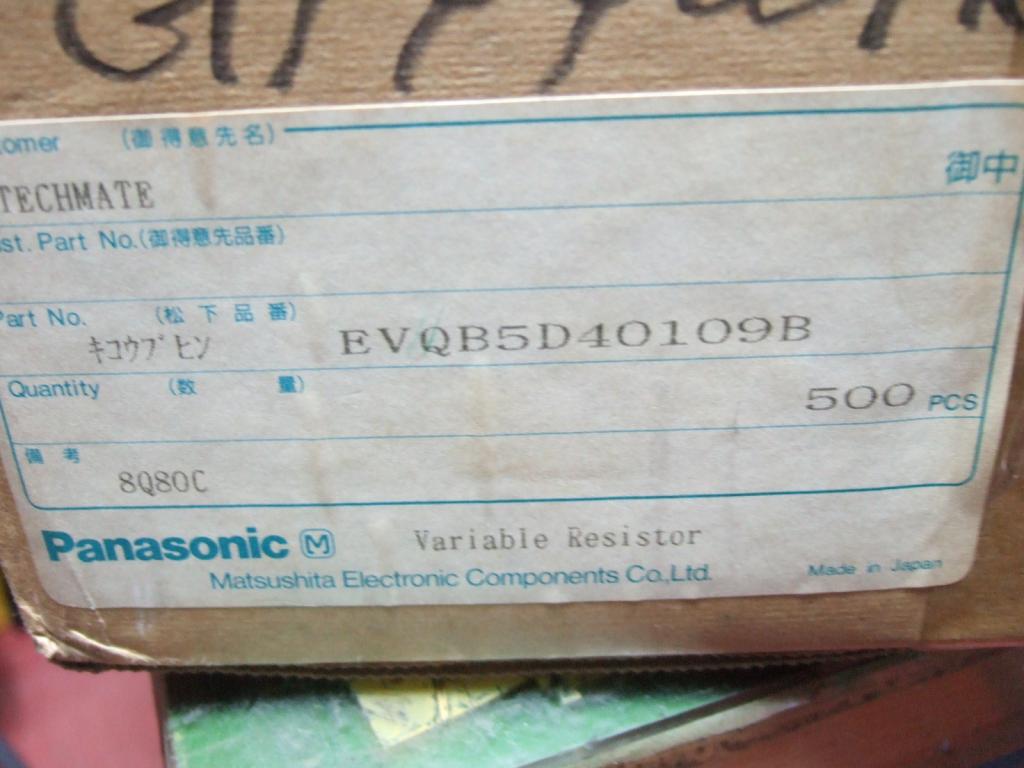 omer (御得意先名)
御中
TECHMATE
st. Part No.(御得意先品番)
Part No. (松下品番)
キコウブヒン EVQB5D40109B
Quantity (数量)
500 PCS
備考
8Q80C
Panasonic M Variable Resistor
Matsushita Electronic Components Co.,Ltd. Made in Japan